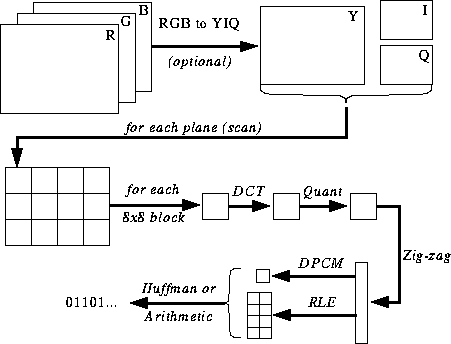 B
G
R
RGB to YIQ
(optional)
Y
I
Q
for each plane (scan)
for each
8x8 block
DCT
Quant
Zig-zag
DPCM
RLE
Huffman or
Arithmetic
01101...